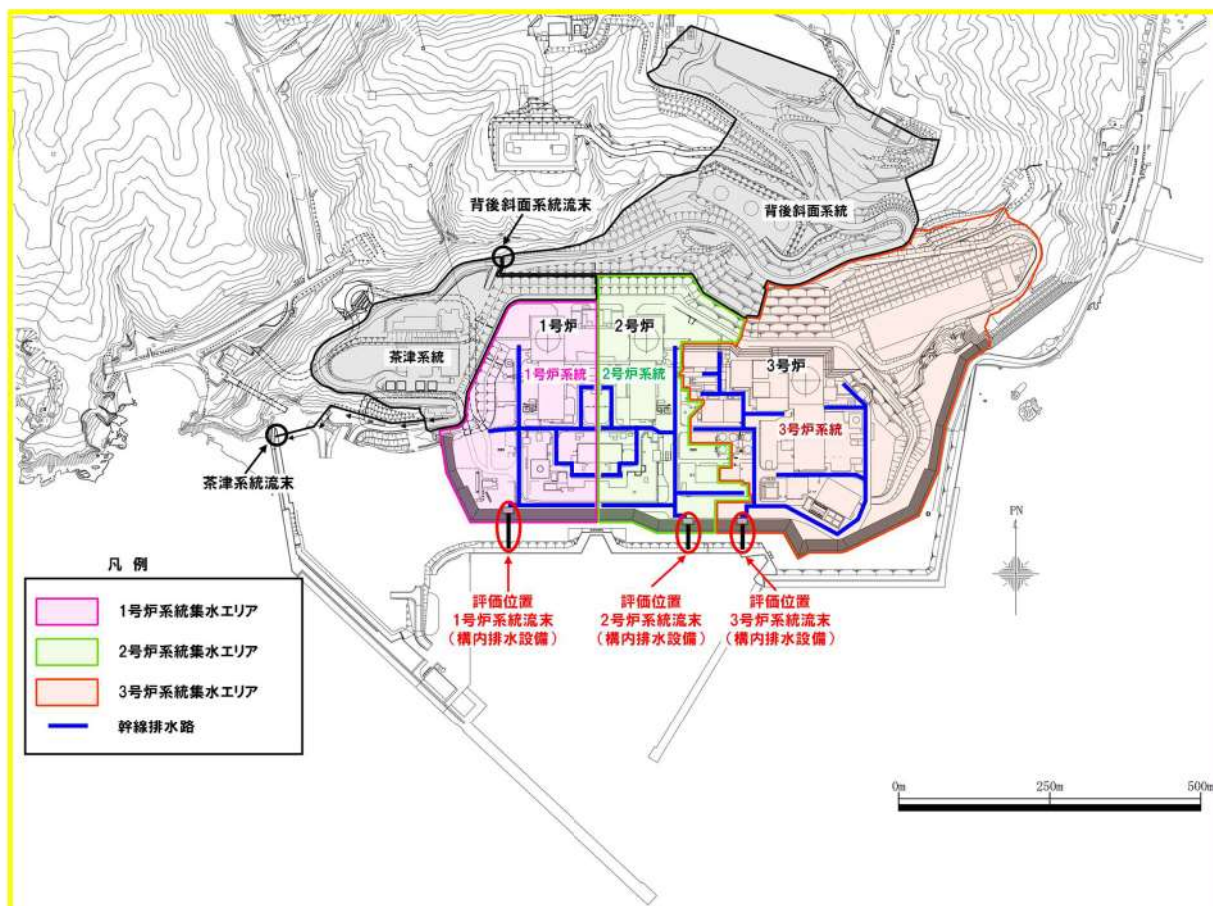 背後斜面系統流末
背後斜面系統
1号炉
2号炉
3号炉
茶津系統
1号炉系統
2号炉系統
3号炉系統
茶津系統流末
PN
評価位置
1号炉系統流末
(構内排水設備)
評価位置
2号炉系統流末
(構内排水設備)
評価位置
3号炉系統流末
(構内排水設備)
凡 例
1号炉系統集水エリア
2号炉系統集水エリア
3号炉系統集水エリア
幹線排水路
0m
250m
500m